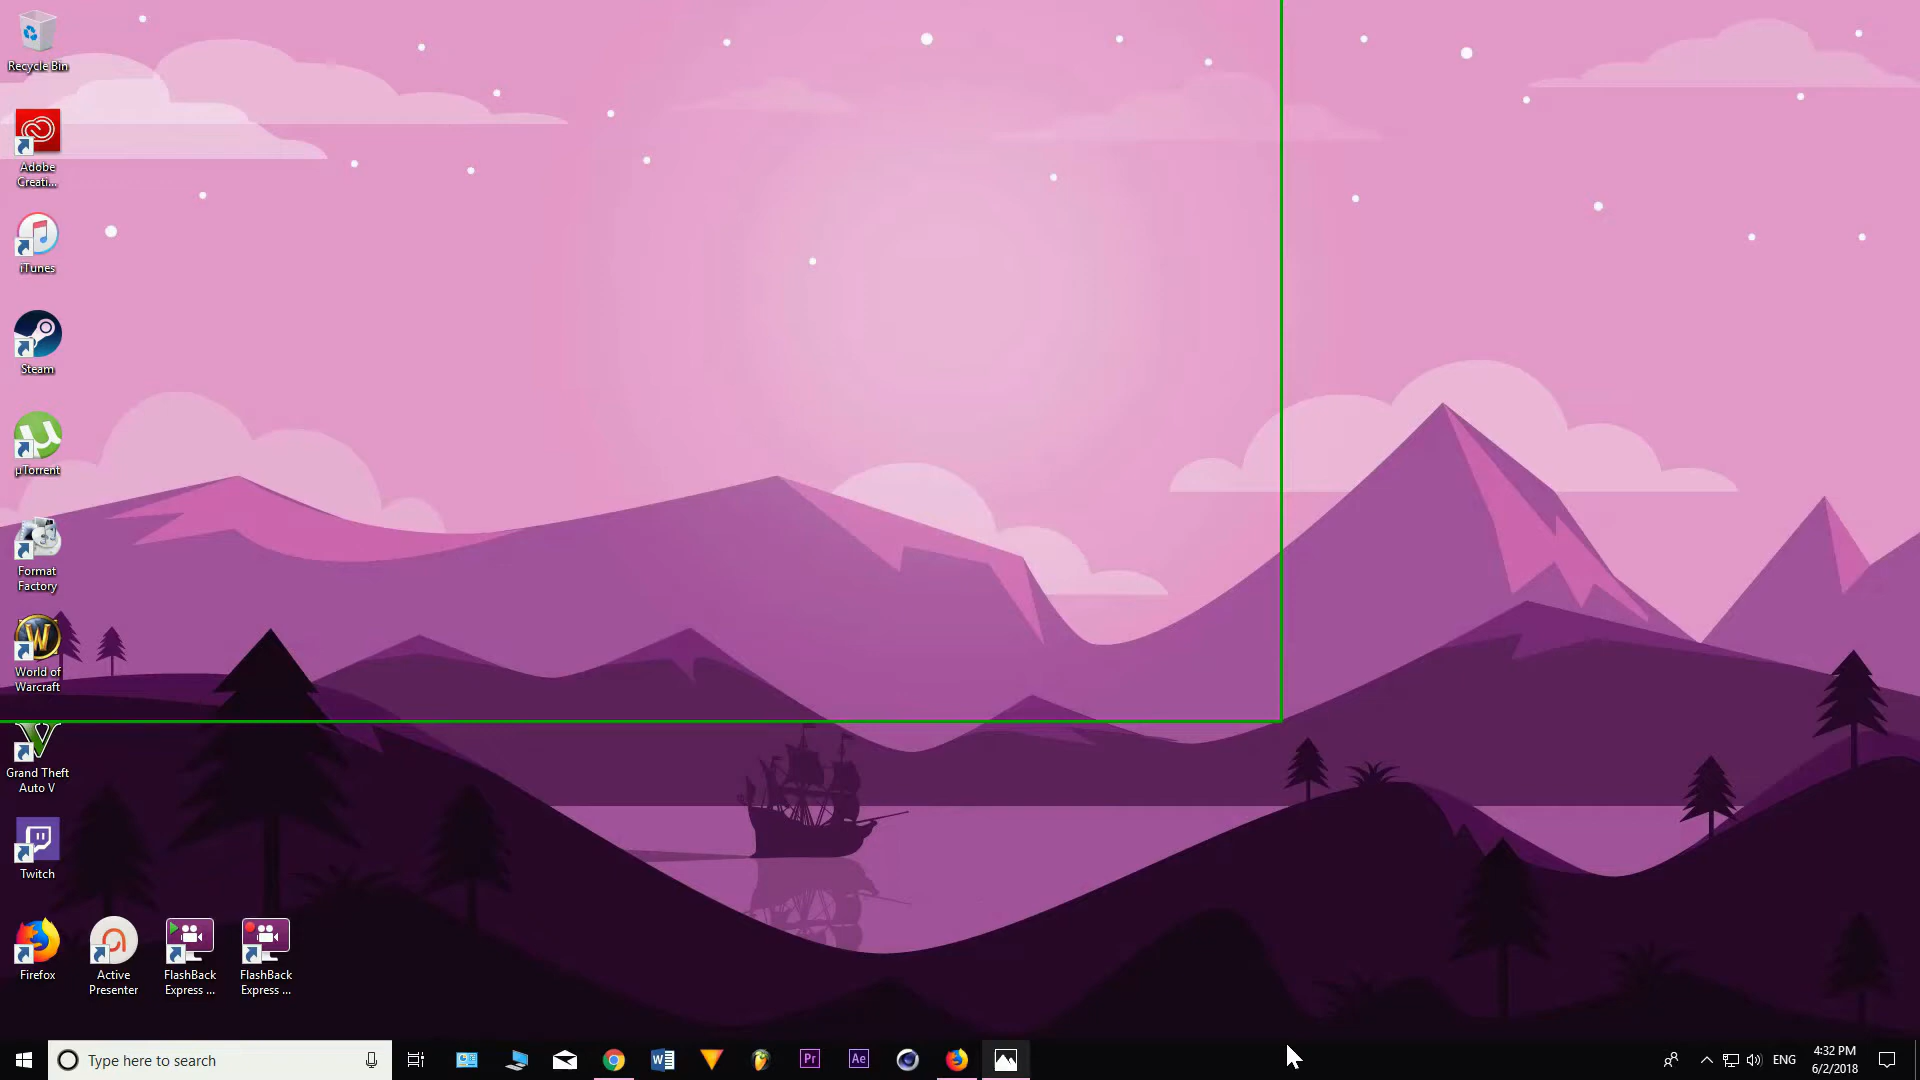 Recycle Bin
Adobe
Creati...
iTunes
Steam
µTorrent
Format
Factory
World of
Warcraft
Grand Theft
Auto V
Twitch
Firefox
Active
Presenter
FlashBack
Express ...
FlashBack
Express ...
Type here to search
Pr
Ae
ENG
4:32 PM
6/2/2018